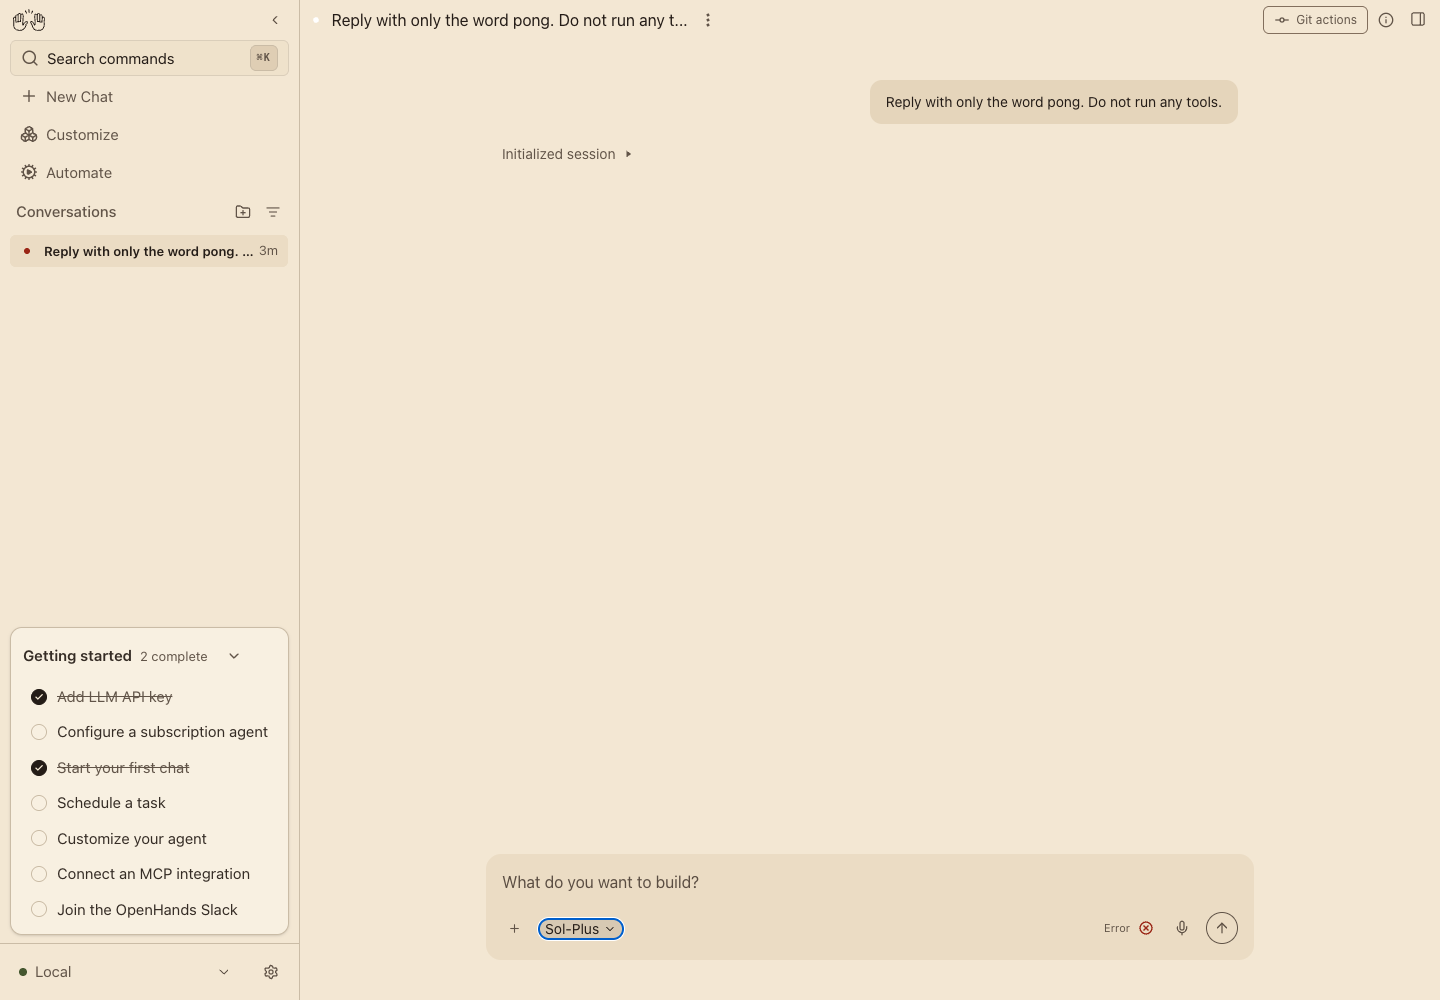 Search commands
⌘K
New Chat
Customize
Automate
Conversations
Reply with only the word pong. ...
3m
Getting started
2 complete
Add LLM API key
Configure a subscription agent
Start your first chat
Schedule a task
Customize your agent
Connect an MCP integration
Join the OpenHands Slack
Local
Reply with only the word pong. Do not run any t...
Git actions
Reply with only the word pong. Do not run any tools.
Initialized session
What do you want to build?
Sol-Plus
Error